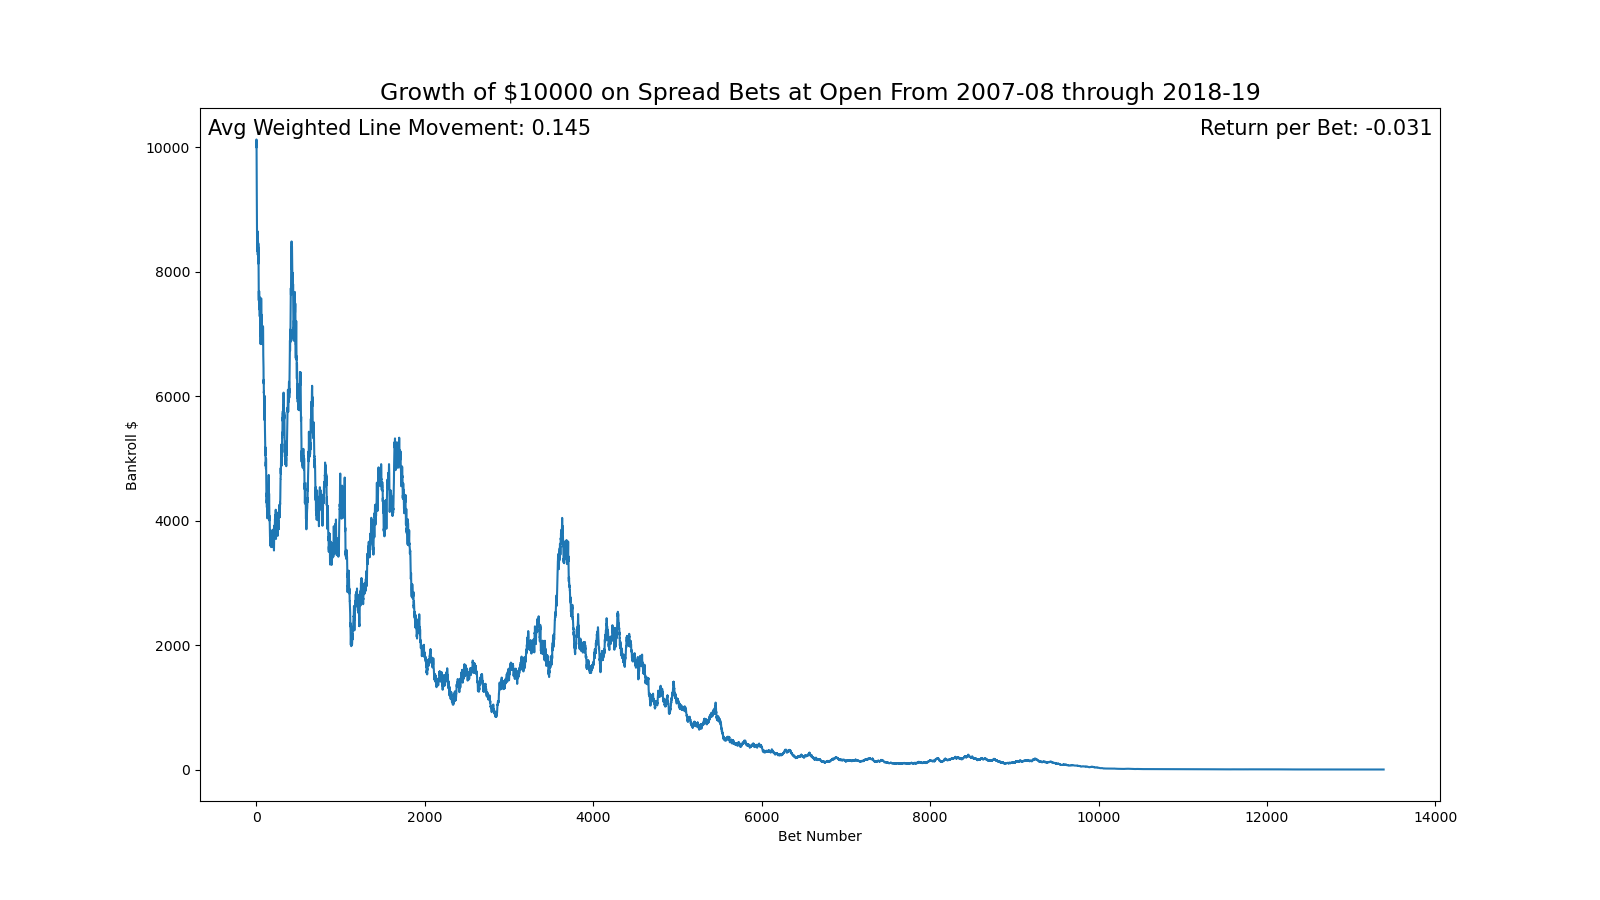 Growth of $10000 on Spread Bets at Open From 2007-08 through 2018-19
Avg Weighted Line Movement: 0.145
Return per Bet: -0.031
10000
8000
6000
4000
2000
0
Bankroll $
0 2000 4000 6000 8000 10000 12000 14000
Bet Number